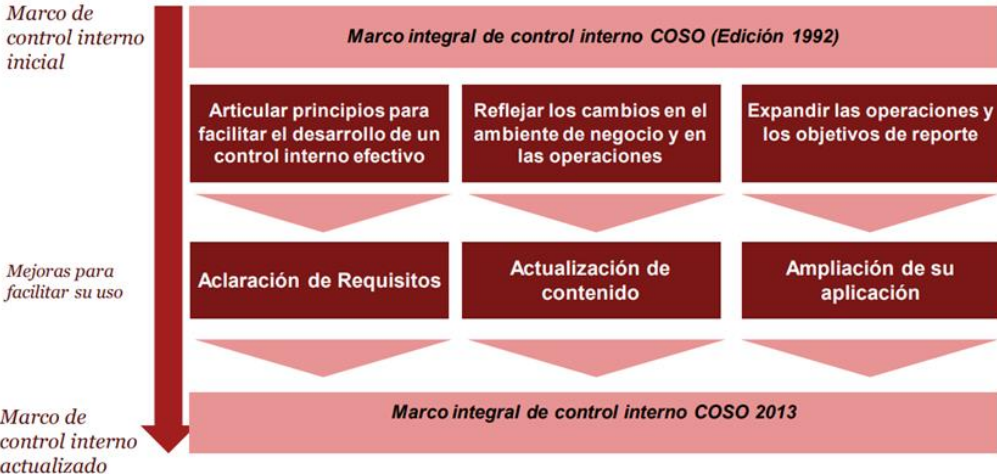 Marco de
control interno
inicial
Marco integral de control interno COSO (Edición 1992)
Articular principios para
facilitar el desarrollo de un
control interno efectivo
Reflejar los cambios en el
ambiente de negocio y en
las operaciones
Expandir las operaciones y
los objetivos de reporte
Mejoras para
facilitar su uso
Aclaración de Requisitos
Actualización de
contenido
Ampliación de su
aplicación
Marco de
control interno
actualizado
Marco integral de control interno COSO 2013